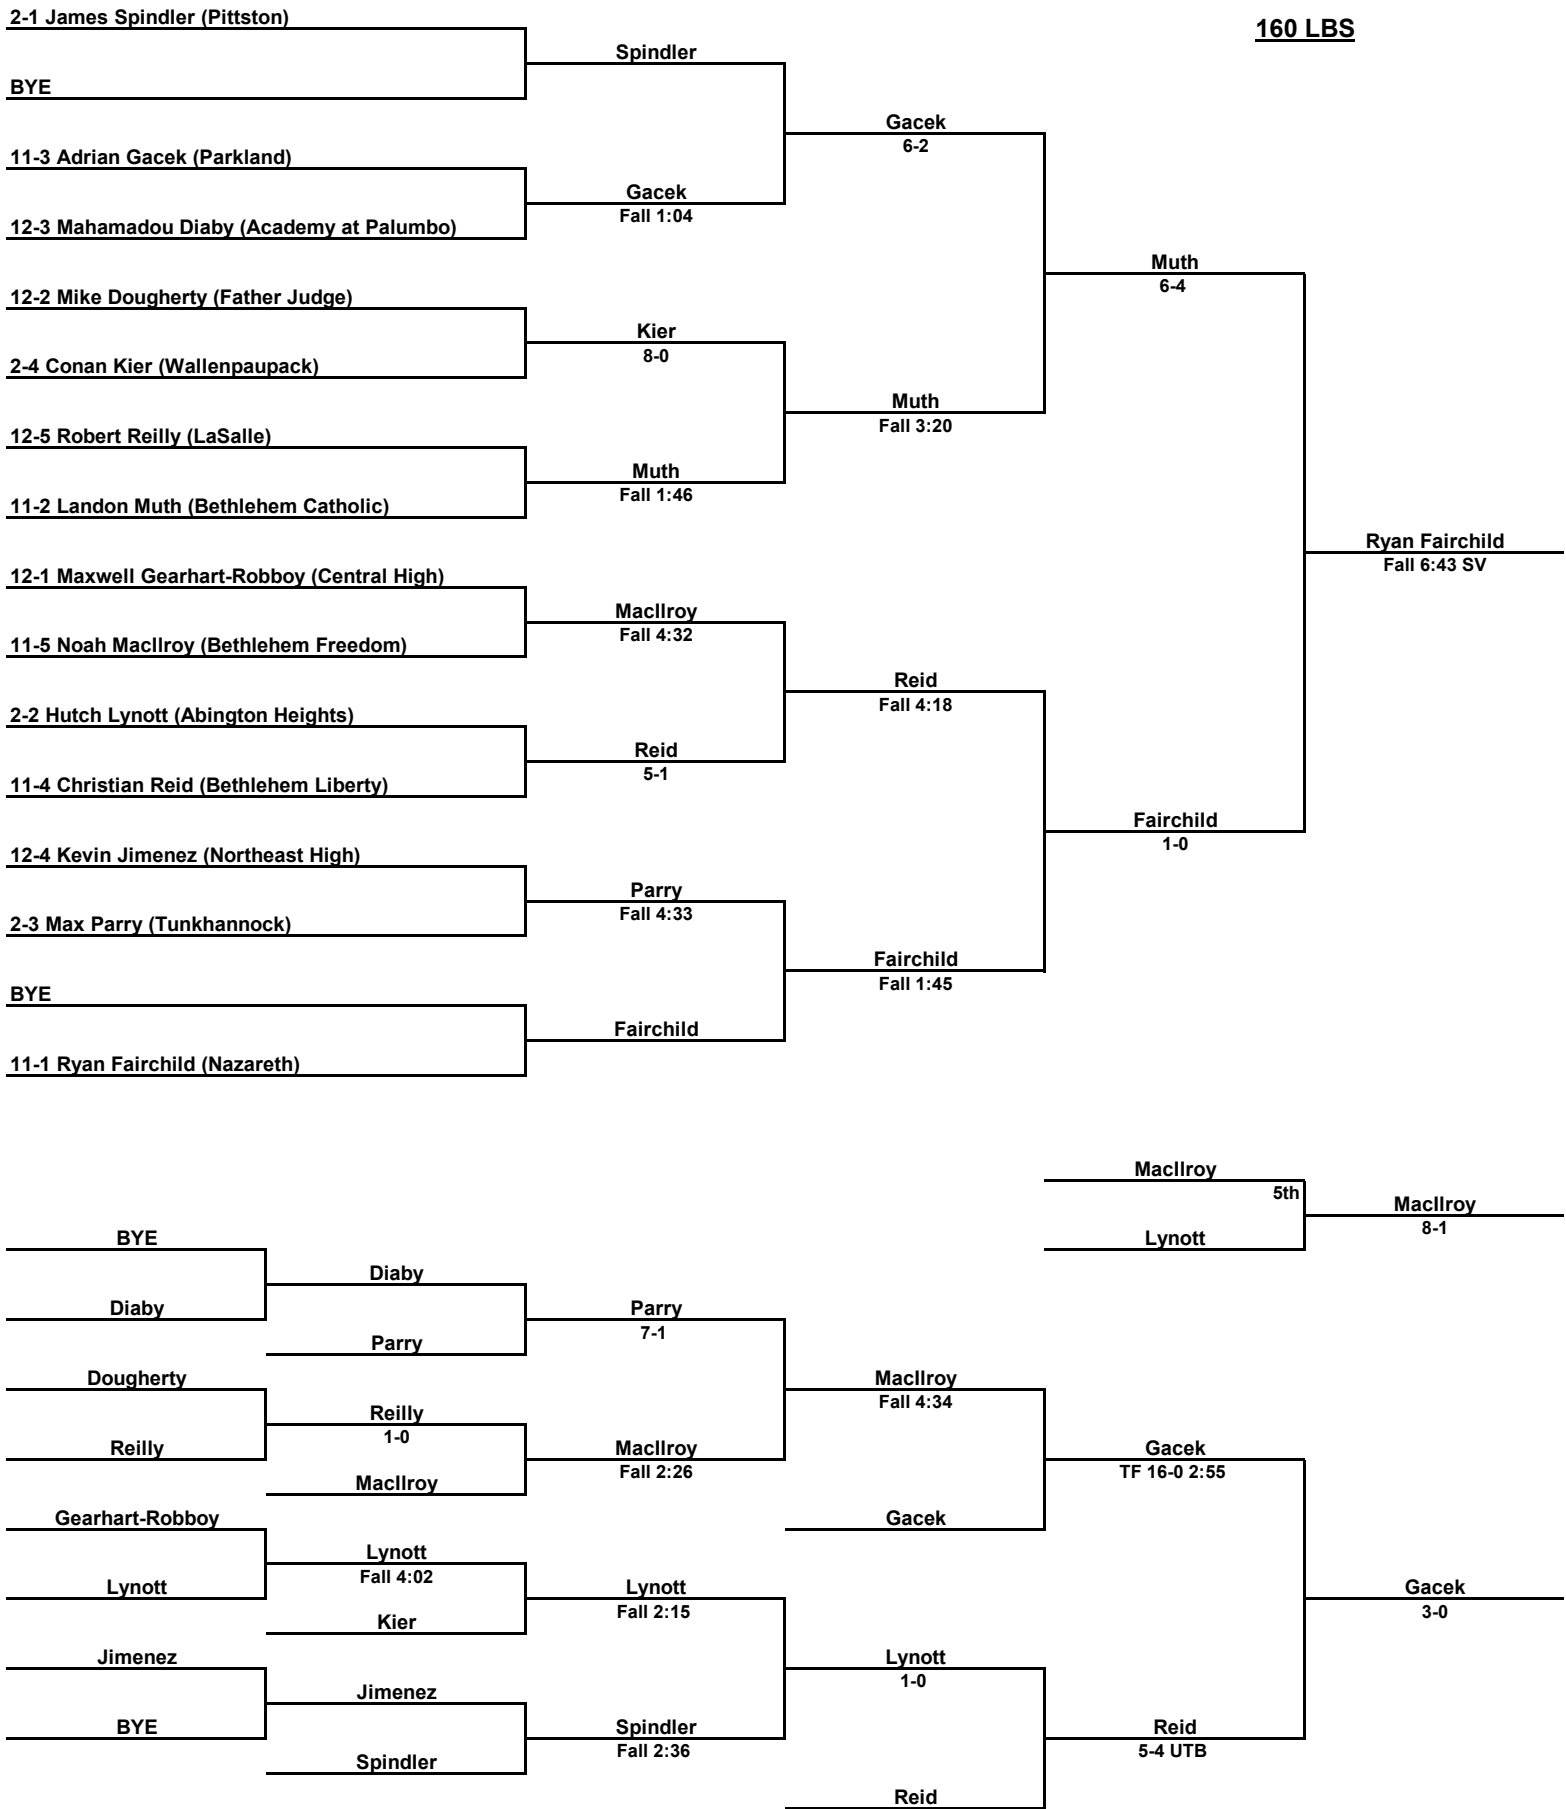 2-1 James Spindler (Pittston)
160 LBS
Spindler
BYE
Gacek
6-2
11-3 Adrian Gacek (Parkland)
Gacek
Fall 1:04
12-3 Mahamadou Diaby (Academy at Palumbo)
Muth
6-4
12-2 Mike Dougherty (Father Judge)
Kier
8-0
2-4 Conan Kier (Wallenpaupack)
Muth
Fall 3:20
12-5 Robert Reilly (LaSalle)
Muth
Fall 1:46
11-2 Landon Muth (Bethlehem Catholic)
Ryan Fairchild
Fall 6:43 SV
12-1 Maxwell Gearhart-Robboy (Central High)
MacIlroy
Fall 4:32
11-5 Noah MacIlroy (Bethlehem Freedom)
Reid
Fall 4:18
2-2 Hutch Lynott (Abington Heights)
Reid
5-1
11-4 Christian Reid (Bethlehem Liberty)
Fairchild
1-0
12-4 Kevin Jimenez (Northeast High)
Parry
Fall 4:33
2-3 Max Parry (Tunkhannock)
Fairchild
Fall 1:45
BYE
Fairchild
11-1 Ryan Fairchild (Nazareth)
MacIlroy
5th
MacIlroy
8-1
Lynott
BYE
Diaby
Diaby
Parry
7-1
Parry
Dougherty
MacIlroy
Fall 4:34
Reilly
1-0
Reilly
MacIlroy
Fall 2:26
Gacek
TF 16-0 2:55
MacIlroy
Gearhart-Robboy
Gacek
Lynott
Fall 4:02
Lynott
Lynott
Fall 2:15
Gacek
3-0
Kier
Jimenez
Lynott
1-0
Jimenez
BYE
Spindler
Fall 2:36
Reid
5-4 UTB
Spindler
Reid